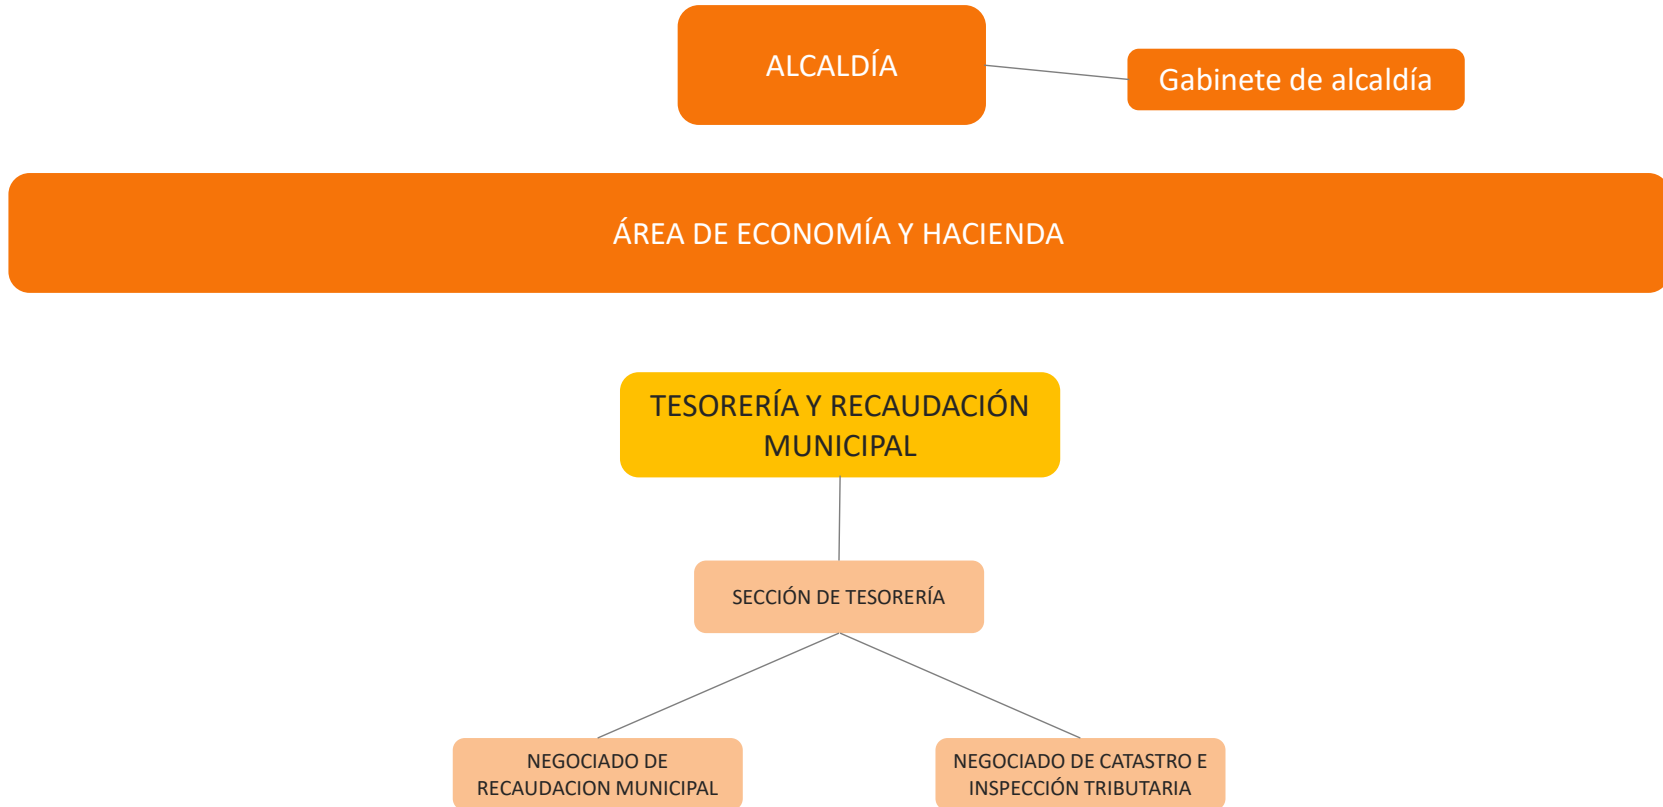 ALCALDÍA
Gabinete de alcaldía
ÁREA DE ECONOMÍA Y HACIENDA
TESORERÍA Y RECAUDACIÓN
MUNICIPAL
SECCIÓN DE TESORERÍA
NEGOCIADO DE
RECAUDACION MUNICIPAL
NEGOCIADO DE CATASTRO E
INSPECCIÓN TRIBUTARIA